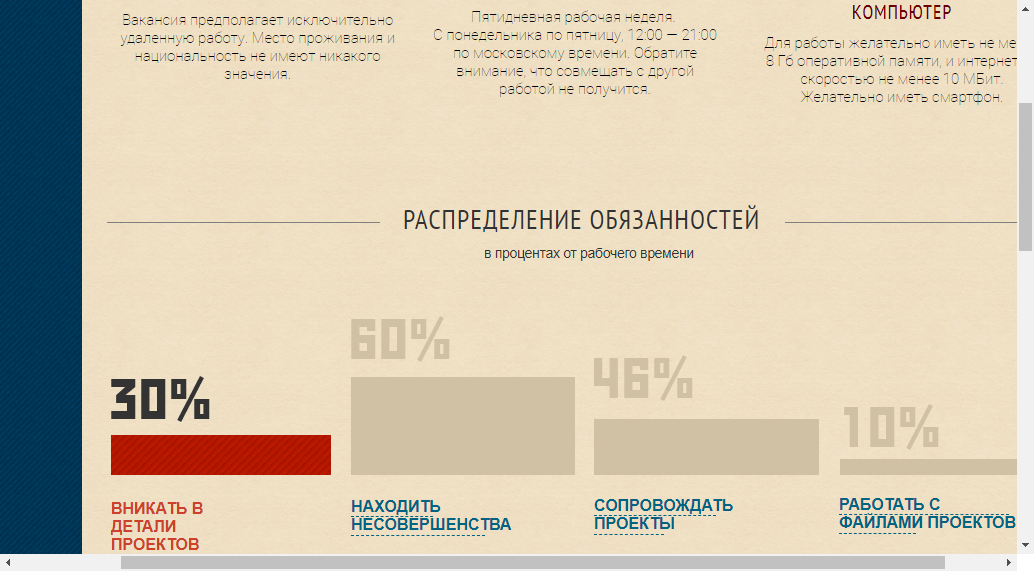 Вакансия предполагает исключительно
удаленную работу. Место проживания и
национальность не имеют никакого
значения.
Пятидневная рабочая неделя.
С понедельника по пятницу, 12:00 — 21:00
по московскому времени. Обратите
внимание, что совмещать с другой
работой не получится.
КОМПЬЮТЕР
Для работы желательно иметь не ме
8 Гб оперативной памяти, и интернет
скоростью не менее 10 МБит.
Желательно иметь смартфон.
РАСПРЕДЕЛЕНИЕ ОБЯЗАННОСТЕЙ
в процентах от рабочего времени
30%
60%
46%
10%
ВНИКАТЬ В
ДЕТАЛИ
ПРОЕКТОВ
НАХОДИТЬ
НЕСОВЕРШЕНСТВА
СОПРОВОЖДАТЬ
ПРОЕКТЫ
РАБОТАТЬ С
ФАЙЛАМИ ПРОЕКТОВ